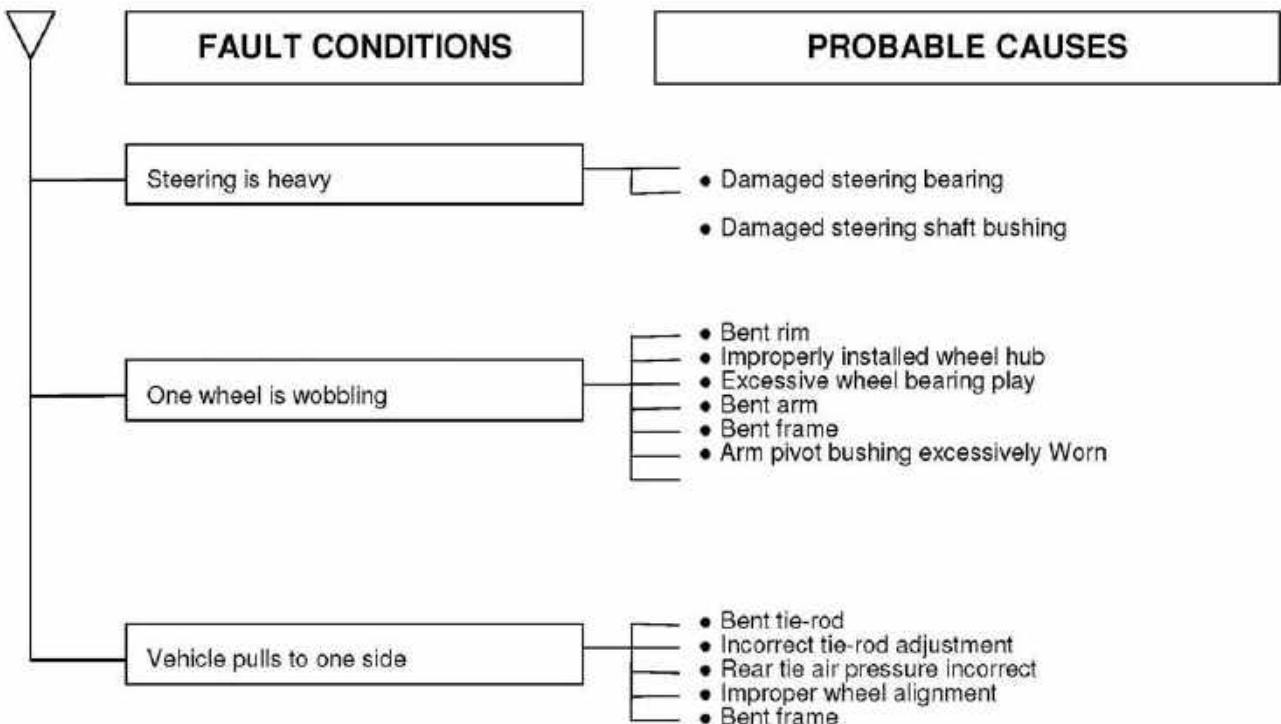 FAULT CONDITIONS
PROBABLE CAUSES
Steering is heavy
• Damaged steering bearing
• Damaged steering shaft bushing
One wheel is wobbling
• Bent rim
• Improperly installed wheel hub
• Excessive wheel bearing play
• Bent arm
• Bent frame
• Arm pivot bushing excessively Worn
Vehicle pulls to one side
• Bent tie-rod
• Incorrect tie-rod adjustment
• Rear tie air pressure incorrect
• Improper wheel alignment
• Bent frame